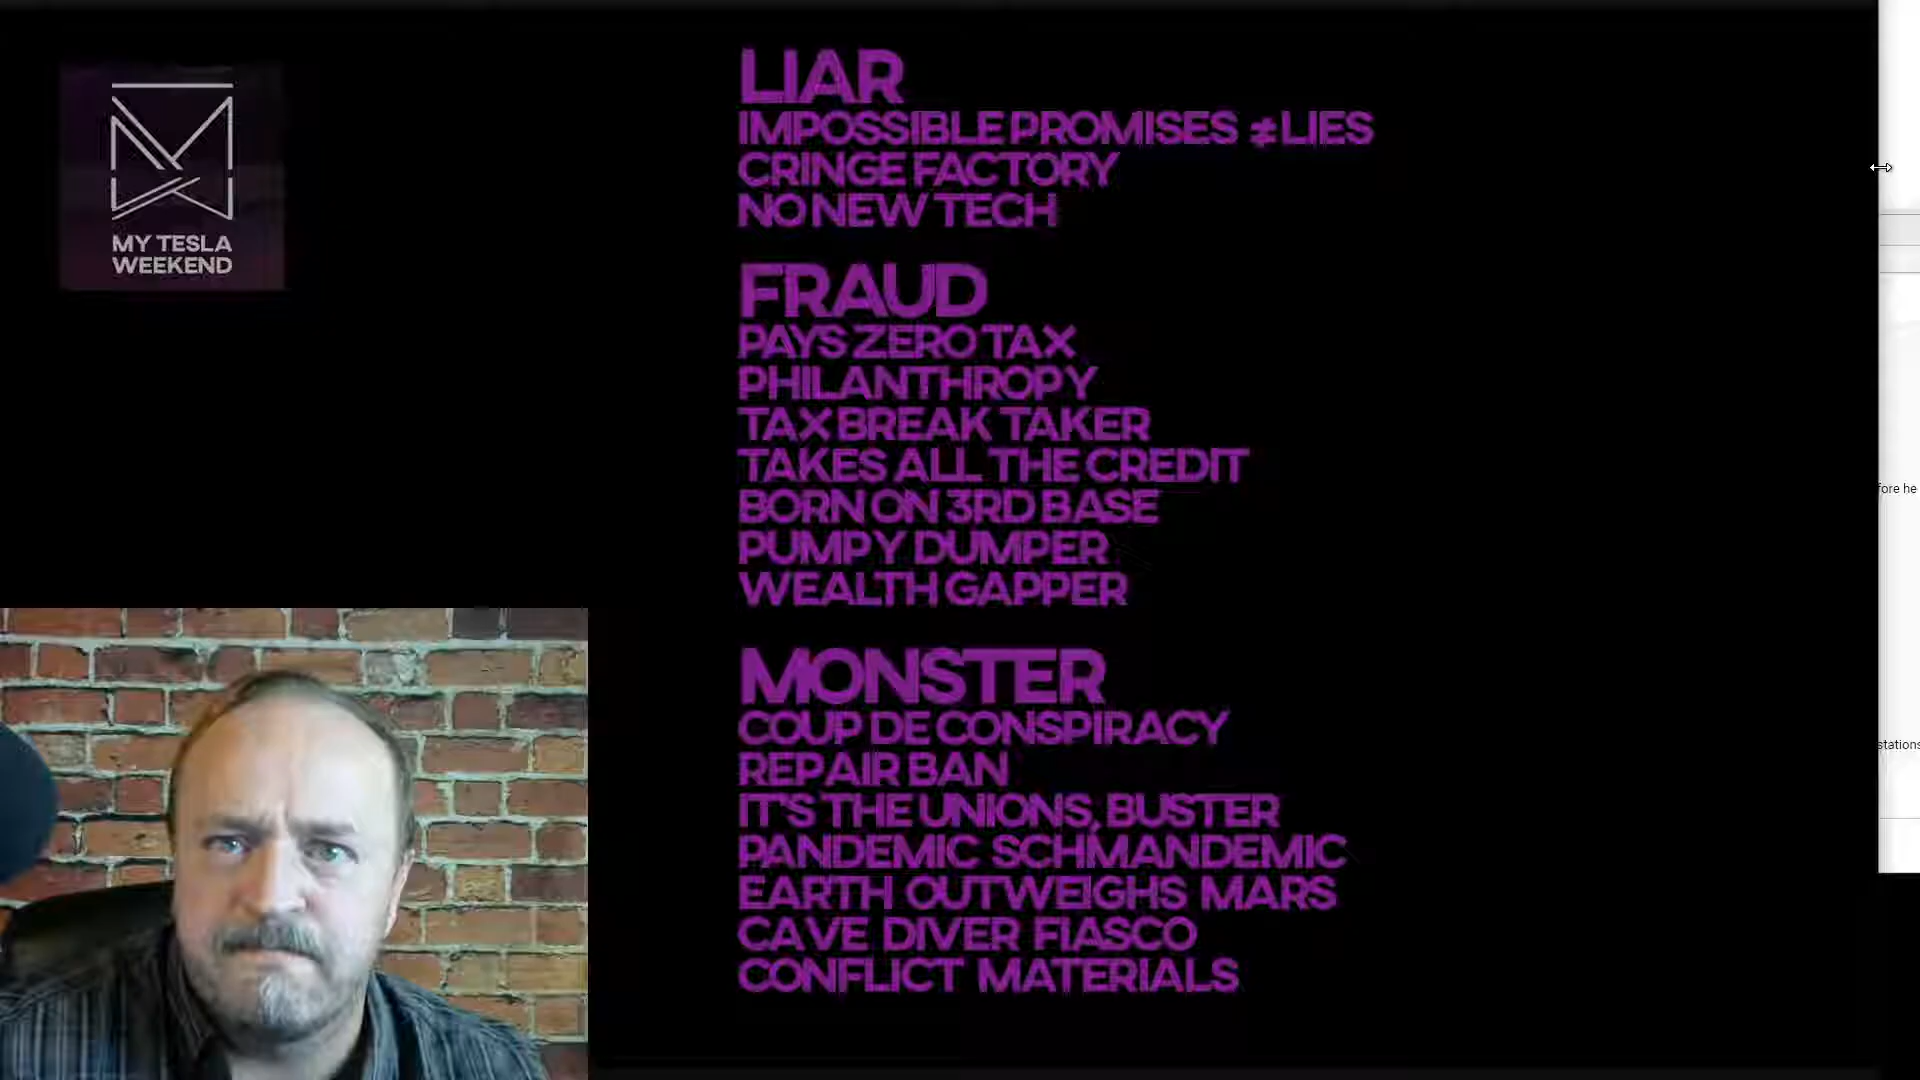 MY TESLA
WEEKEND
LIAR
IMPOSSIBLE PROMISES ≠ LIES
CRINGE FACTORY
NO NEW TECH
FRAUD
PAYS ZERO TAX
PHILANTHROPY
TAX BREAK TAKER
TAKES ALL THE CREDIT
BORN ON 3RD BASE
PUMPY DUMPER
WEALTH GAPPER
MONSTER
COUP DE CONSPIRACY
REPAIR BAN
IT'S THE UNIONS, BUSTER
PANDEMIC SCHMANDEMIC
EARTH OUTWEIGHS MARS
CAVE DIVER FIASCO
CONFLICT MATERIALS
fore he
stations